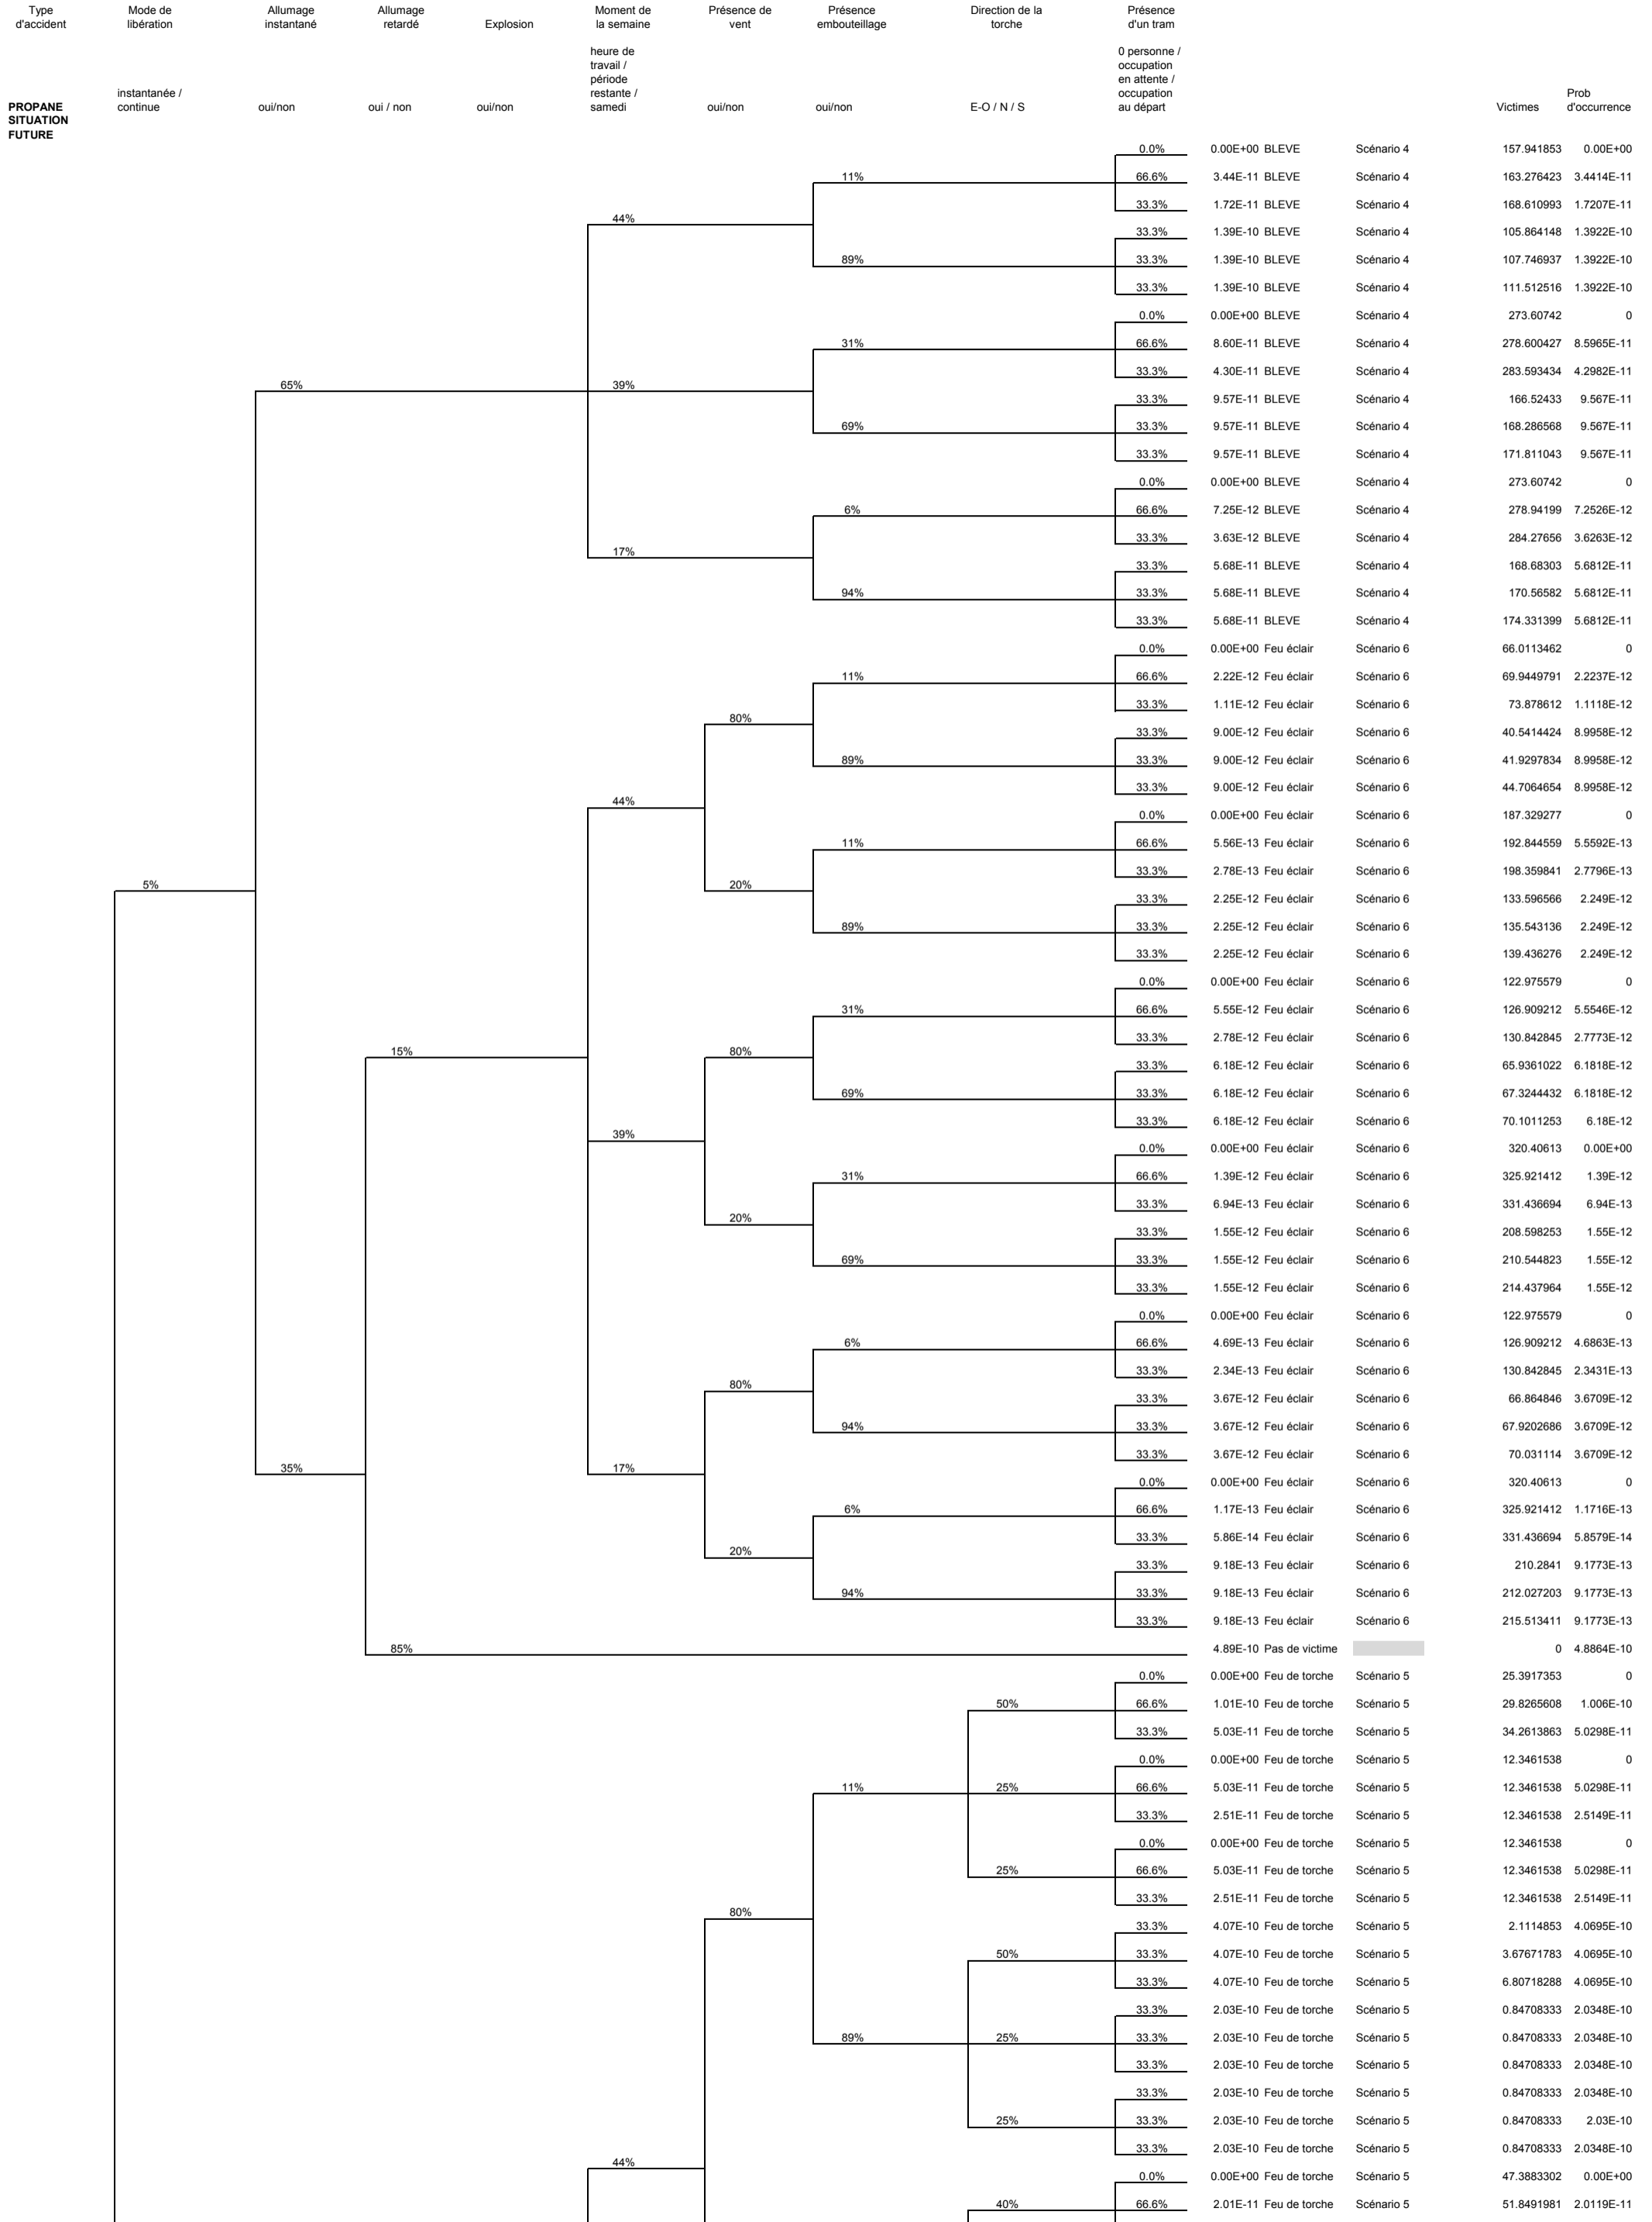 Type Mode de Allumage Allumage Moment de Présence de Présence Direction de la Présence
d'accident libération instantané retardé Explosion la semaine vent embouteillage torche d'un tram
heure de 0 personne /
travail / occupation
période en attente /
instantanée / restante / occupation Prob
PROPANE continue oui/non oui / non oui/non samedi oui/non oui/non E-O / N / S au départ Victimes d'occurrence
SITUATION
FUTURE
0.0% 0.00E+00 BLEVE Scénario 4 157.941853 0.00E+00
11% 66.6% 3.44E-11 BLEVE Scénario 4 163.276423 3.4414E-11
33.3% 1.72E-11 BLEVE Scénario 4 168.610993 1.7207E-11
44%
33.3% 1.39E-10 BLEVE Scénario 4 105.864148 1.3922E-10
89% 33.3% 1.39E-10 BLEVE Scénario 4 107.746937 1.3922E-10
33.3% 1.39E-10 BLEVE Scénario 4 111.512516 1.3922E-10
0.0% 0.00E+00 BLEVE Scénario 4 273.60742 0
31% 66.6% 8.60E-11 BLEVE Scénario 4 278.600427 8.5965E-11
33.3% 4.30E-11 BLEVE Scénario 4 283.593434 4.2982E-11
65% 39%
33.3% 9.57E-11 BLEVE Scénario 4 166.52433 9.567E-11
69% 33.3% 9.57E-11 BLEVE Scénario 4 168.286568 9.567E-11
33.3% 9.57E-11 BLEVE Scénario 4 171.811043 9.567E-11
0.0% 0.00E+00 BLEVE Scénario 4 273.60742 0
6% 66.6% 7.25E-12 BLEVE Scénario 4 278.94199 7.2526E-12
33.3% 3.63E-12 BLEVE Scénario 4 284.27656 3.6263E-12
17%
33.3% 5.68E-11 BLEVE Scénario 4 168.68303 5.6812E-11
94% 33.3% 5.68E-11 BLEVE Scénario 4 170.56582 5.6812E-11
33.3% 5.68E-11 BLEVE Scénario 4 174.331399 5.6812E-11
0.0% 0.00E+00 Feu éclair Scénario 6 66.0113462 0
11% 66.6% 2.22E-12 Feu éclair Scénario 6 69.9449791 2.2237E-12
33.3% 1.11E-12 Feu éclair Scénario 6 73.878612 1.1118E-12
80%
33.3% 9.00E-12 Feu éclair Scénario 6 40.5414424 8.9958E-12
89% 33.3% 9.00E-12 Feu éclair Scénario 6 41.9297834 8.9958E-12
33.3% 9.00E-12 Feu éclair Scénario 6 44.7064654 8.9958E-12
44%
0.0% 0.00E+00 Feu éclair Scénario 6 187.329277 0
11% 66.6% 5.56E-13 Feu éclair Scénario 6 192.844559 5.5592E-13
33.3% 2.78E-13 Feu éclair Scénario 6 198.359841 2.7796E-13
5% 20%
33.3% 2.25E-12 Feu éclair Scénario 6 133.596566 2.249E-12
89% 33.3% 2.25E-12 Feu éclair Scénario 6 135.543136 2.249E-12
33.3% 2.25E-12 Feu éclair Scénario 6 139.436276 2.249E-12
0.0% 0.00E+00 Feu éclair Scénario 6 122.975579 0
31% 66.6% 5.55E-12 Feu éclair Scénario 6 126.909212 5.5546E-12
33.3% 2.78E-12 Feu éclair Scénario 6 130.842845 2.7773E-12
15% 80%
33.3% 6.18E-12 Feu éclair Scénario 6 65.9361022 6.1818E-12
69% 33.3% 6.18E-12 Feu éclair Scénario 6 67.3244432 6.1818E-12
33.3% 6.18E-12 Feu éclair Scénario 6 70.1011253 6.18E-12
39%
0.0% 0.00E+00 Feu éclair Scénario 6 320.40613 0.00E+00
31% 66.6% 1.39E-12 Feu éclair Scénario 6 325.921412 1.39E-12
33.3% 6.94E-13 Feu éclair Scénario 6 331.436694 6.94E-13
20%
33.3% 1.55E-12 Feu éclair Scénario 6 208.598253 1.55E-12
69% 33.3% 1.55E-12 Feu éclair Scénario 6 210.544823 1.55E-12
33.3% 1.55E-12 Feu éclair Scénario 6 214.437964 1.55E-12
0.0% 0.00E+00 Feu éclair Scénario 6 122.975579 0
6% 66.6% 4.69E-13 Feu éclair Scénario 6 126.909212 4.6863E-13
33.3% 2.34E-13 Feu éclair Scénario 6 130.842845 2.3431E-13
80%
33.3% 3.67E-12 Feu éclair Scénario 6 66.864846 3.6709E-12
94% 33.3% 3.67E-12 Feu éclair Scénario 6 67.9202686 3.6709E-12
33.3% 3.67E-12 Feu éclair Scénario 6 70.031114 3.6709E-12
35% 17%
0.0% 0.00E+00 Feu éclair Scénario 6 320.40613 0
6% 66.6% 1.17E-13 Feu éclair Scénario 6 325.921412 1.1716E-13
33.3% 5.86E-14 Feu éclair Scénario 6 331.436694 5.8579E-14
20%
33.3% 9.18E-13 Feu éclair Scénario 6 210.2841 9.1773E-13
94% 33.3% 9.18E-13 Feu éclair Scénario 6 212.027203 9.1773E-13
33.3% 9.18E-13 Feu éclair Scénario 6 215.513411 9.1773E-13
85% 4.89E-10 Pas de victime 0 4.8864E-10
0.0% 0.00E+00 Feu de torche Scénario 5 25.3917353 0
50% 66.6% 1.01E-10 Feu de torche Scénario 5 29.8265608 1.006E-10
33.3% 5.03E-11 Feu de torche Scénario 5 34.2613863 5.0298E-11
0.0% 0.00E+00 Feu de torche Scénario 5 12.3461538 0
11% 25% 66.6% 5.03E-11 Feu de torche Scénario 5 12.3461538 5.0298E-11
33.3% 2.51E-11 Feu de torche Scénario 5 12.3461538 2.5149E-11
0.0% 0.00E+00 Feu de torche Scénario 5 12.3461538 0
25% 66.6% 5.03E-11 Feu de torche Scénario 5 12.3461538 5.0298E-11
33.3% 2.51E-11 Feu de torche Scénario 5 12.3461538 2.5149E-11
80%
33.3% 4.07E-10 Feu de torche Scénario 5 2.1114853 4.0695E-10
50% 33.3% 4.07E-10 Feu de torche Scénario 5 3.67671783 4.0695E-10
33.3% 4.07E-10 Feu de torche Scénario 5 6.80718288 4.0695E-10
33.3% 2.03E-10 Feu de torche Scénario 5 0.84708333 2.0348E-10
89% 25% 33.3% 2.03E-10 Feu de torche Scénario 5 0.84708333 2.0348E-10
33.3% 2.03E-10 Feu de torche Scénario 5 0.84708333 2.0348E-10
33.3% 2.03E-10 Feu de torche Scénario 5 0.84708333 2.0348E-10
25% 33.3% 2.03E-10 Feu de torche Scénario 5 0.84708333 2.03E-10
33.3% 2.03E-10 Feu de torche Scénario 5 0.84708333 2.0348E-10
44%
0.0% 0.00E+00 Feu de torche Scénario 5 47.3883302 0.00E+00
40% 66.6% 2.01E-11 Feu de torche Scénario 5 51.8491981 2.0119E-11